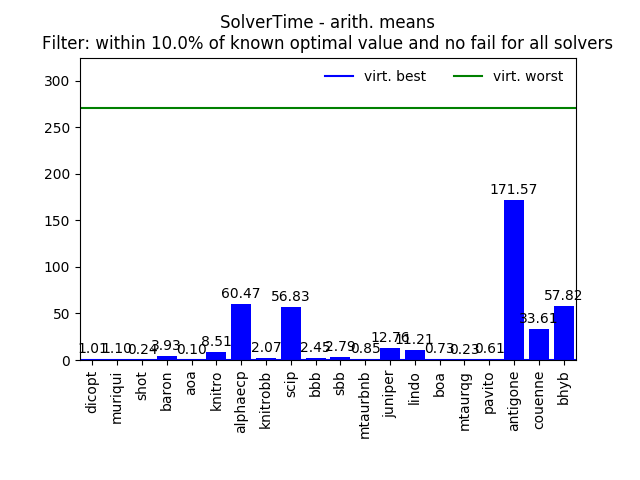 SolverTime - arith. means
Filter: within 10.0% of known optimal value and no fail for all solvers
virt. best
virt. worst
300
250
200
150
100
50
0
1.01
1.10
0.24
3.93
0.10
8.51
60.47
2.07
56.83
2.45
2.79
0.85
12.76
11.21
0.73
0.23
0.61
171.57
33.61
57.82
dicopt
muriqui
shot
baron
aoa
knitro
alphaecp
knitrobb
scip
bbb
sbb
mtaurbnb
juniper
lindo
boa
mtaurqg
pavito
antigone
couenne
bhyb